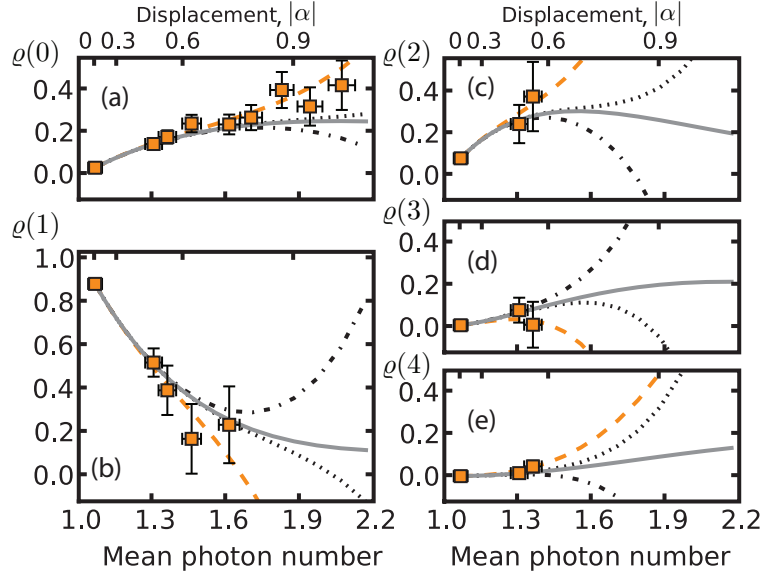 Displacement, |α|
Displacement, |α|
0 0.3 0.6 0.9
0 0.3 0.6 0.9
ϱ(0)
ϱ(2)
(a)
(c)
0.4
0.2
0.0
0.4
0.2
0.0
ϱ(1)
ϱ(3)
1.0
0.8
0.6
0.4
0.2
0.0
(b)
(d)
0.4
0.2
0.0
ϱ(4)
(e)
0.4
0.2
0.0
1.0 1.3 1.6 1.9 2.2
1.0 1.3 1.6 1.9 2.2
Mean photon number
Mean photon number